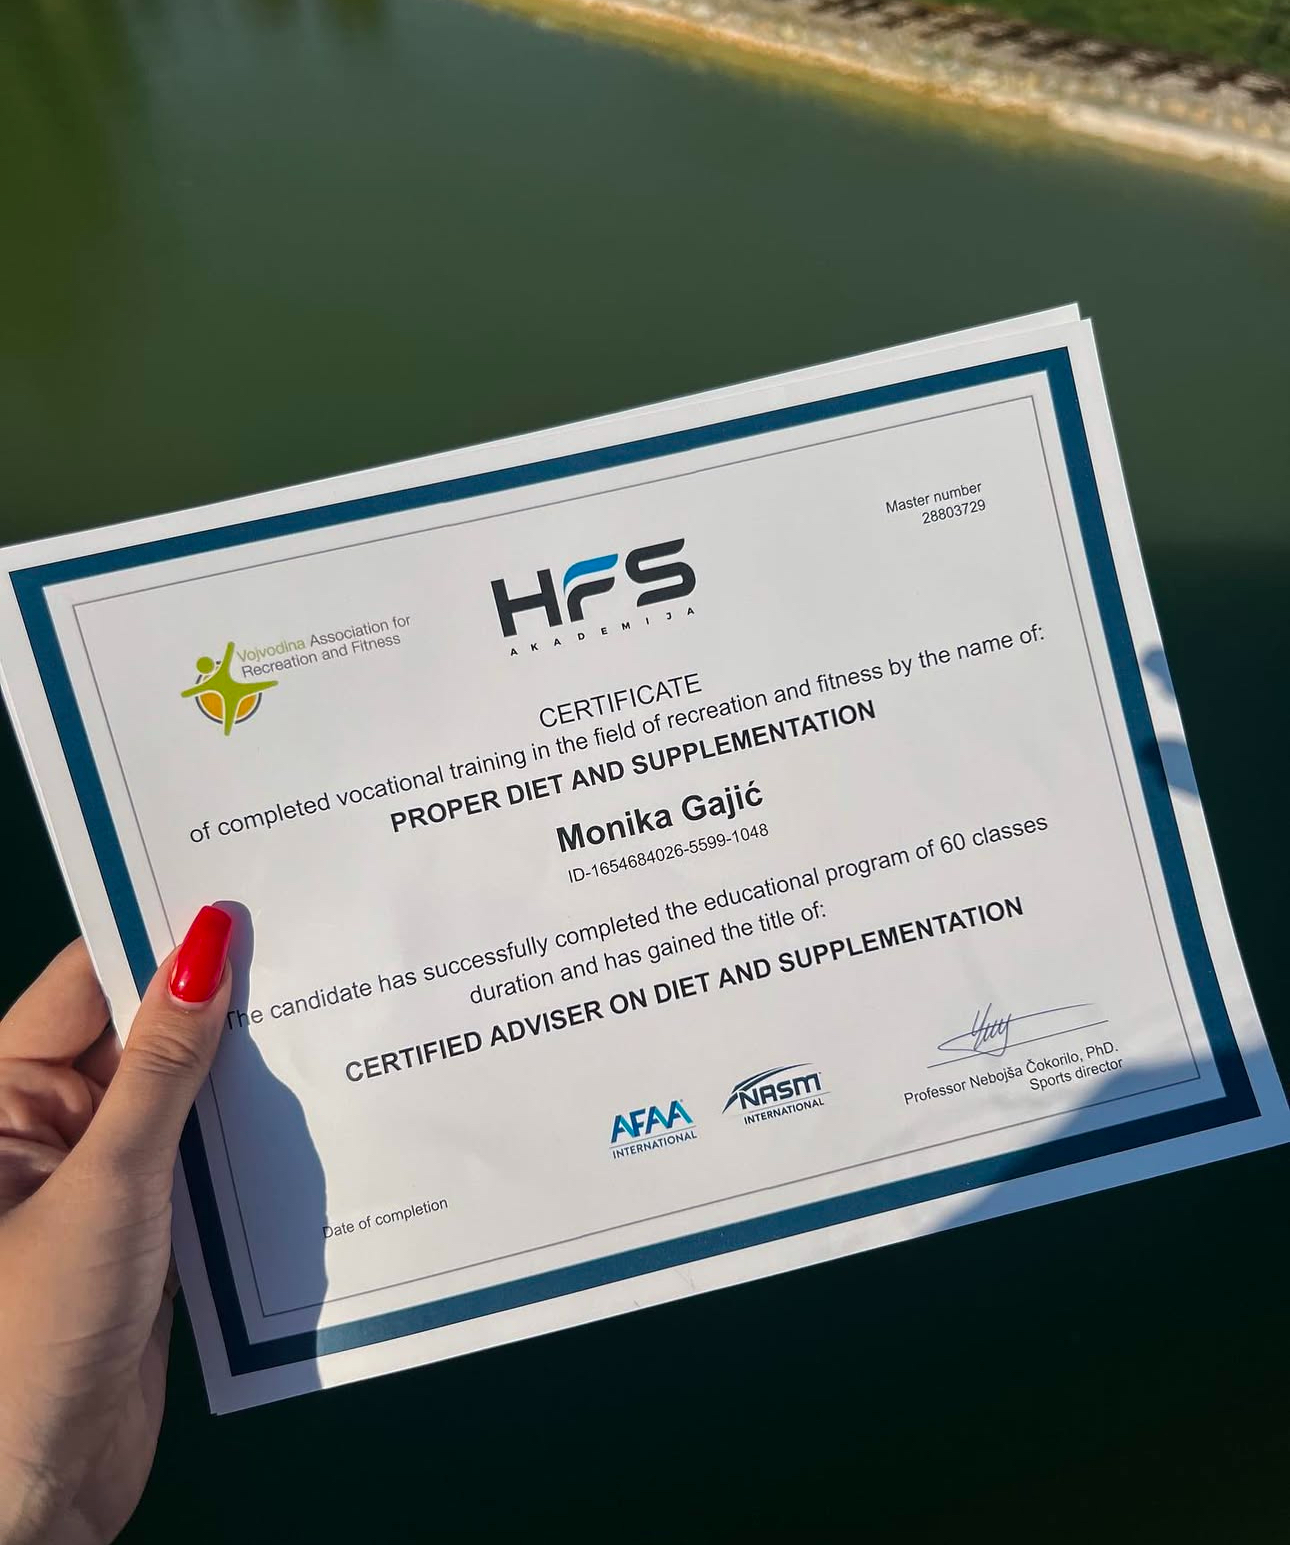 Master number
28803729
HFS
AKADEMIJA
Vojvodina Association for
Recreation and Fitness
CERTIFICATE
of completed vocational training in the field of recreation and fitness by the name of:
PROPER DIET AND SUPPLEMENTATION
Monika Gajić
ID-1654684026-5599-1048
The candidate has successfully completed the educational program of 60 classes
duration and has gained the title of:
CERTIFIED ADVISER ON DIET AND SUPPLEMENTATION
AFAA
INTERNATIONAL
NASM
INTERNATIONAL
Professor Nebojša Čokorilo, PhD.
Sports director
Date of completion